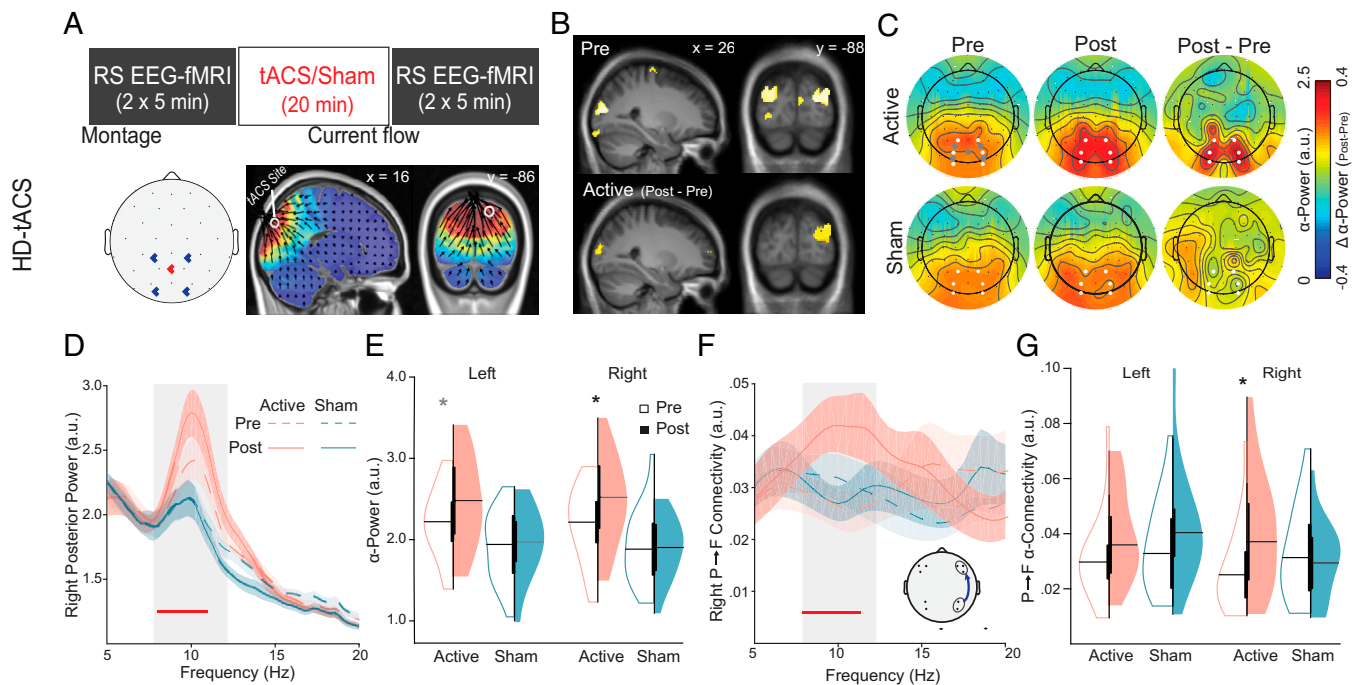 A
RS EEG-fMRI
(2 x 5 min)
tACS/Sham
(20 min)
RS EEG-fMRI
(2 x 5 min)
Montage
Current flow
HD-tACS
tACS Site
x = 16
y = -86
B
Pre
x = 26
y = -88
Active (Post - Pre)
C
Pre
Post
Post - Pre
Active
Sham
2.5
0.4
α-Power (a.u.)
Δ α-Power (Post-Pre)
0
-0.4
D
3.0
2.5
2.0
1.5
Right Posterior Power (a.u.)
Active
Sham
Pre
Post
5
10
15
20
Frequency (Hz)
E
Left
Right
4.0
3.0
2.0
1.0
α-Power (a.u.)
*
*
Pre
Post
Active
Sham
Active
Sham
F
.05
.04
.03
.02
.01
Right P→F Connectivity (a.u.)
5
10
15
20
Frequency (Hz)
G
Left
Right
.10
.08
.06
.04
.02
P→F α-Connectivity (a.u.)
*
Active
Sham
Active
Sham